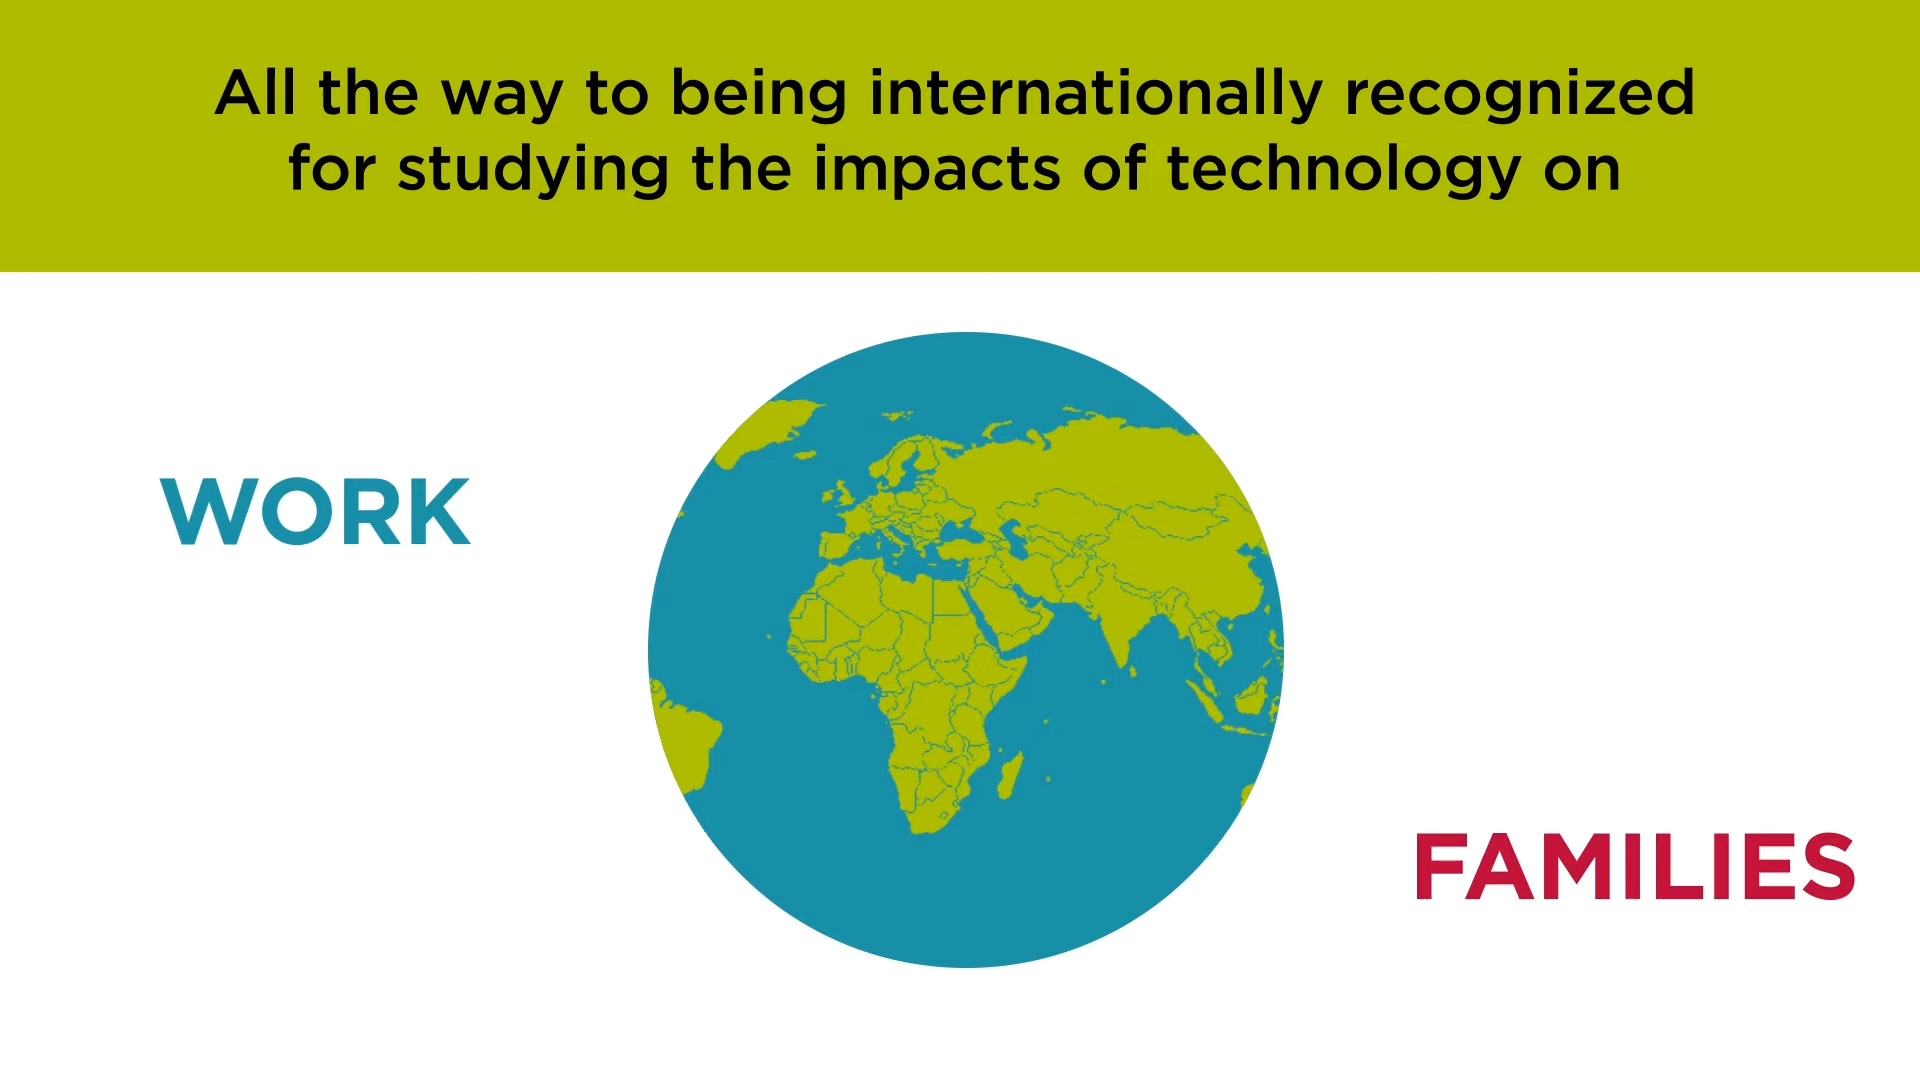 All the way to being internationally recognized
for studying the impacts of technology on
WORK
FAMILIES